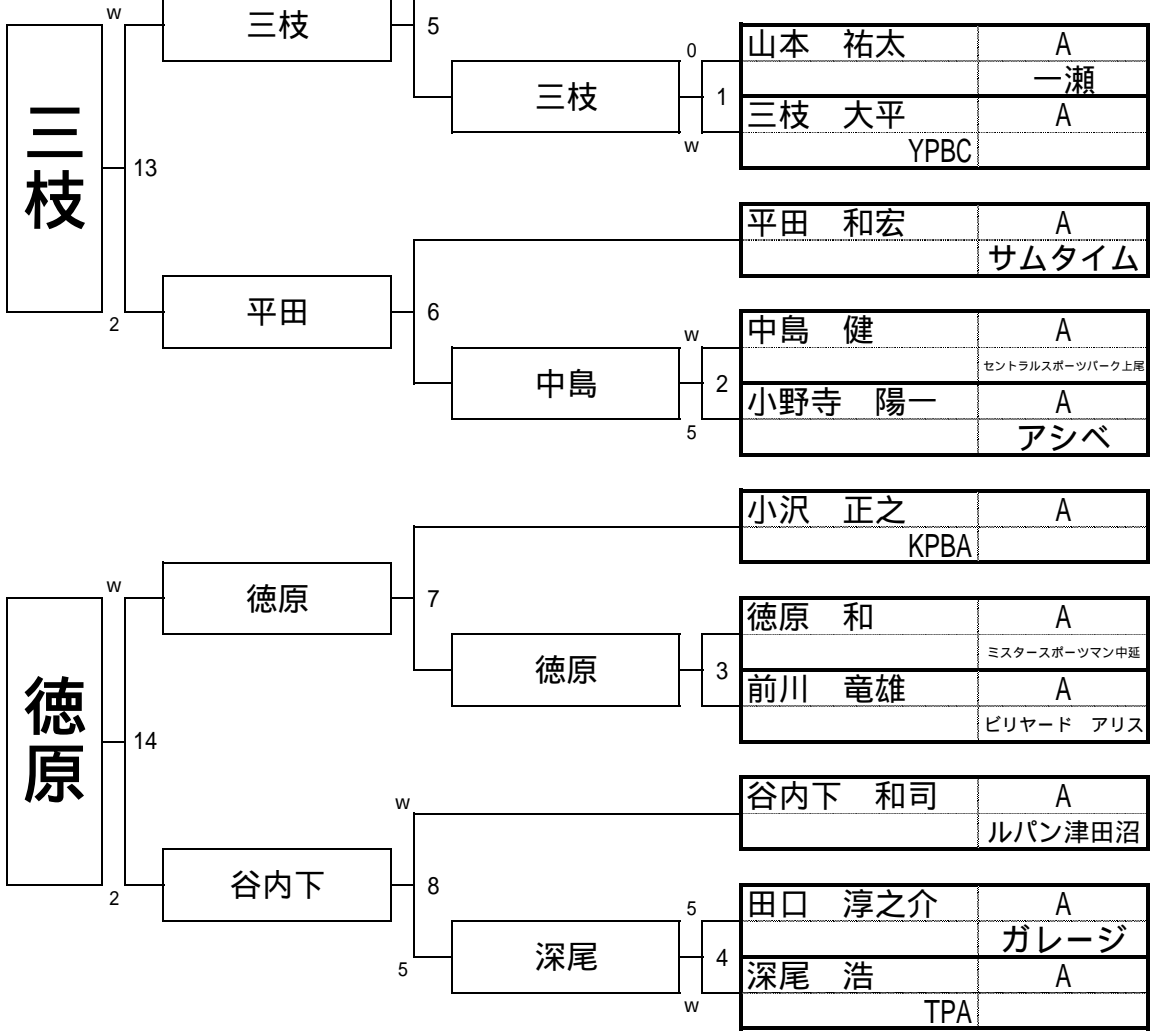 w
三枝
5
三枝
13
2
平田
6
三枝
0
1
w
山本　祐太 A
一瀬
三枝　大平 A
YPBC
平田　和宏 A
サムタイム
中島
w
2
5
中島　健 A
セントラルスポーツパーク上尾
小野寺　陽一 A
アシベ
徳原
w
14
2
徳原
7
小沢　正之 A
KPBA
徳原
3
徳原　和 A
ミスタースポーツマン中延
前川　竜雄 A
ビリヤード　アリス
谷内下
w
8
5
谷内下　和司 A
ルパン津田沼
深尾
5
4
w
田口　淳之介 A
ガレージ
深尾　浩 A
TPA